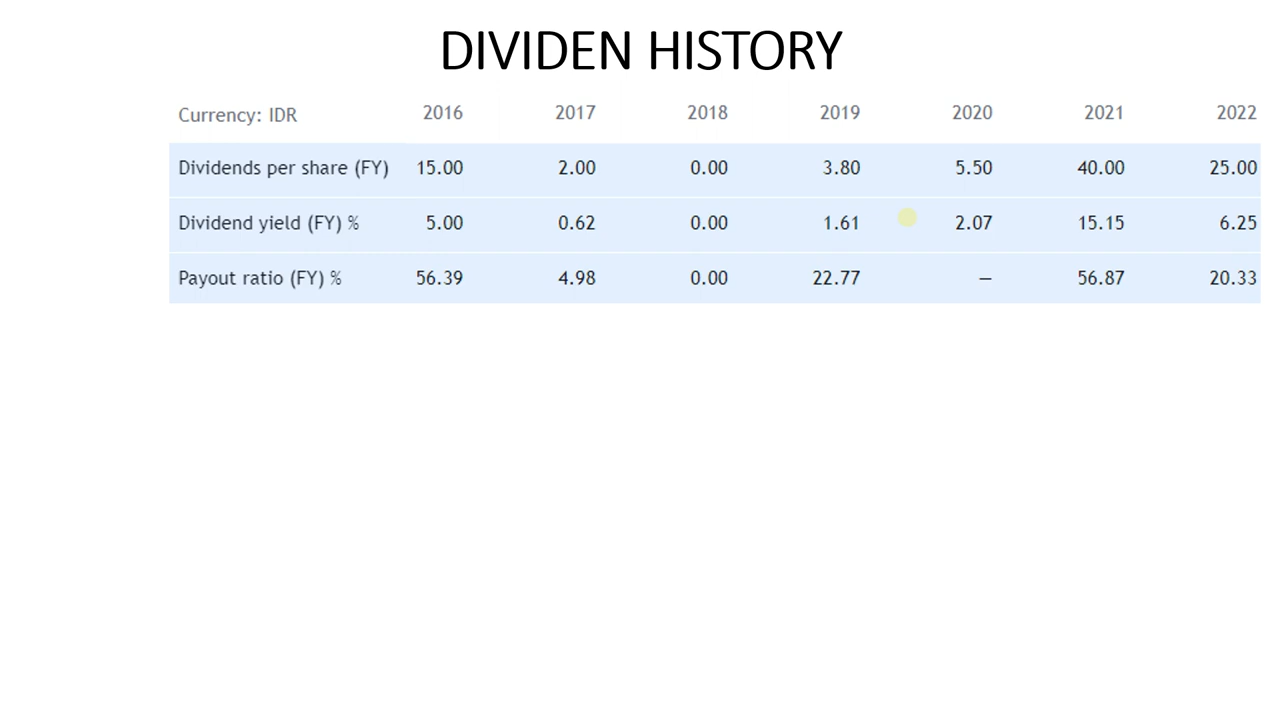 DIVIDEN HISTORY
Currency: IDR 2016 2017 2018 2019 2020 2021 2022
Dividends per share (FY) 15.00 2.00 0.00 3.80 5.50 40.00 25.00
Dividend yield (FY) % 5.00 0.62 0.00 1.61 2.07 15.15 6.25
Payout ratio (FY) % 56.39 4.98 0.00 22.77 — 56.87 20.33